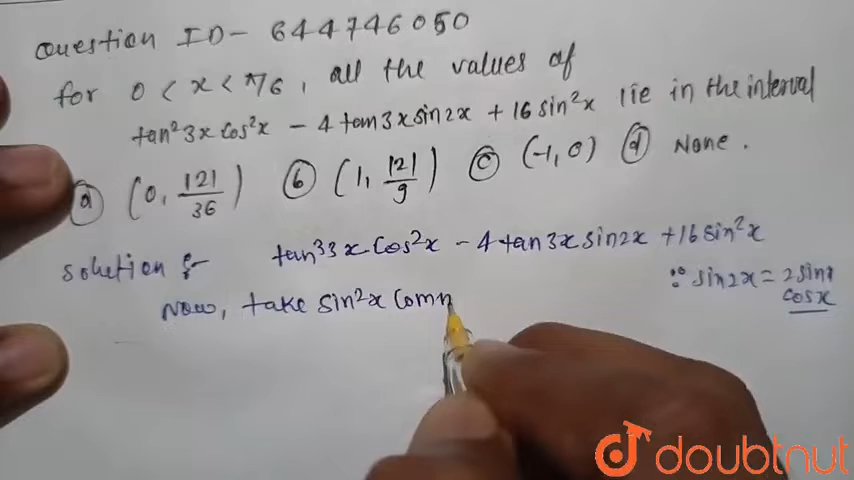 Question ID - 644746050
for 0 < x < π/6, all the values of
tan²3x cos²x - 4 tan3x sin2x + 16 sin²x lie in the interval
ⓐ (0, 121/36) ⓑ (1, 121/9) ⓒ (-1, 0) ⓓ None.
Solution :- tan³3x cos²x - 4 tan3x sin2x + 16 sin²x
∵ sin2x = 2 sinx cosx
Now, take sin²x Comn
doubtnut